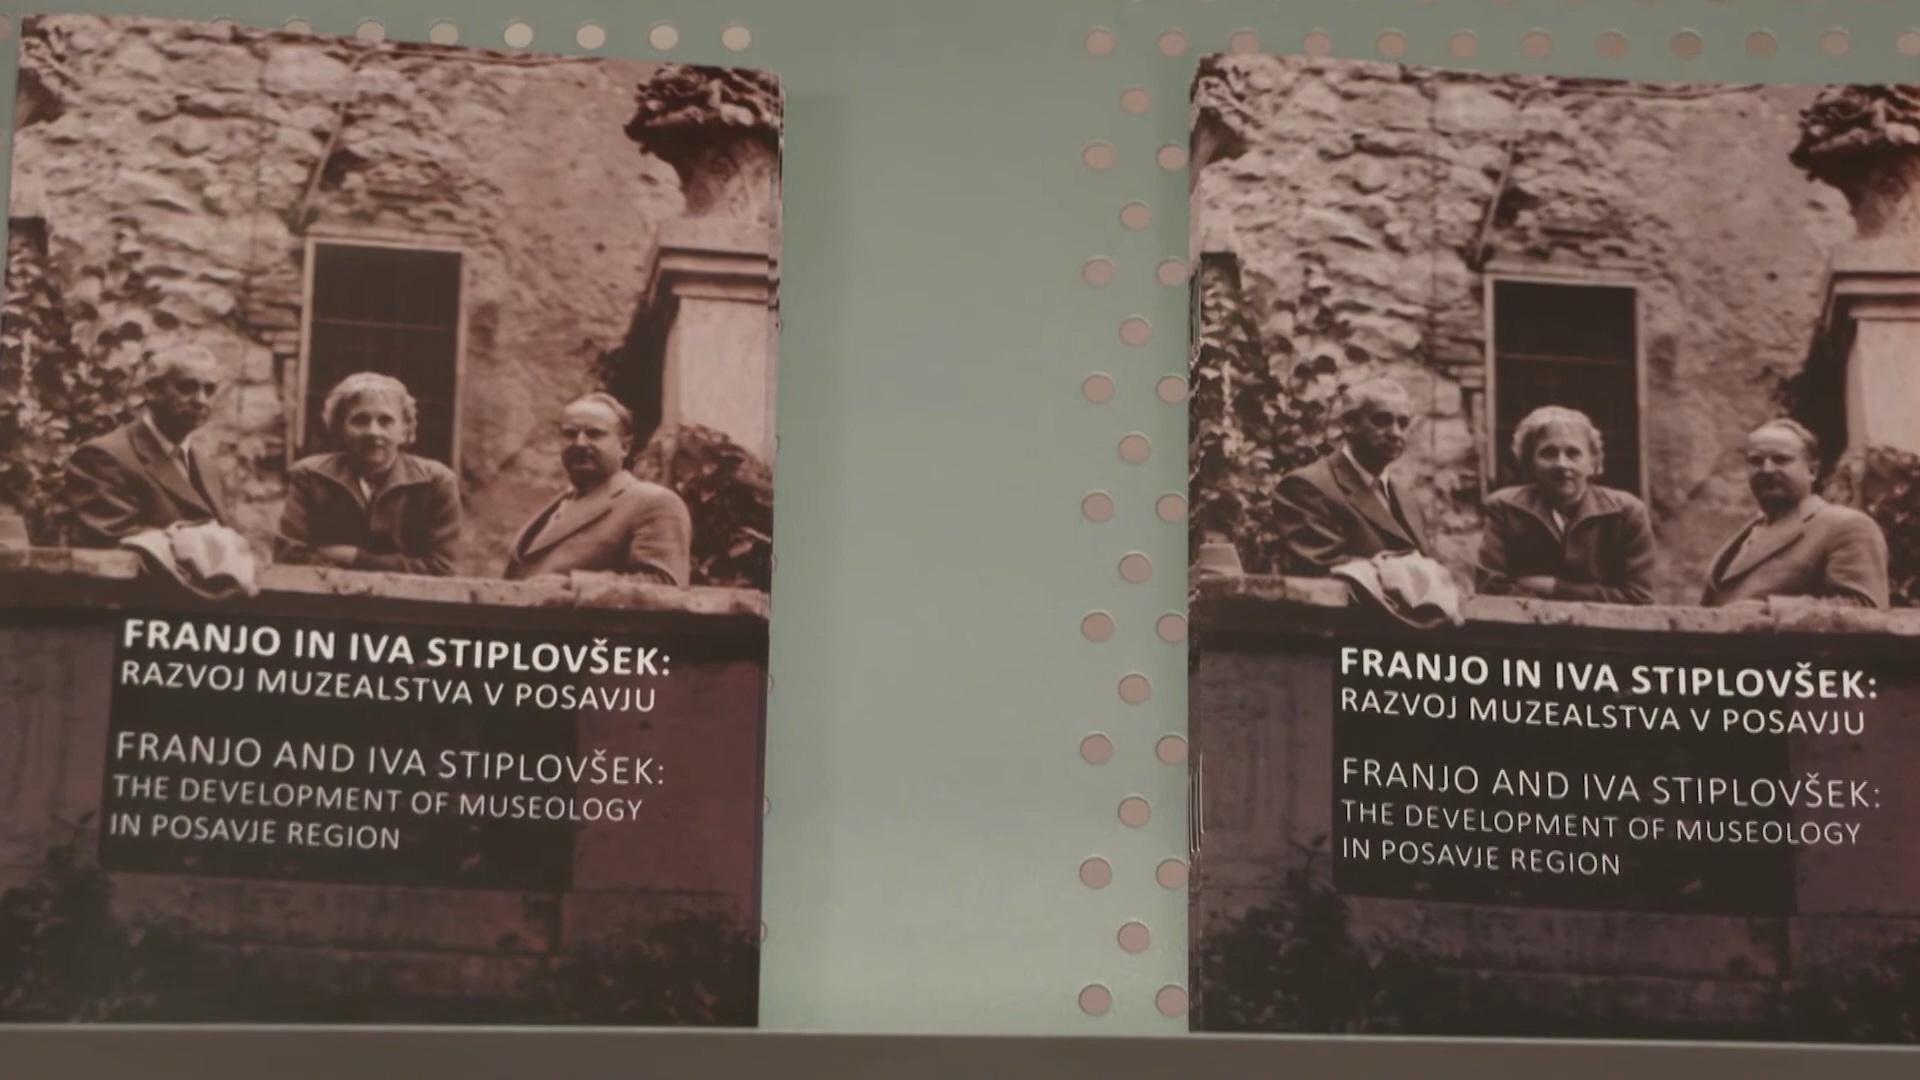 FRANJO IN IVA STIPLOVŠEK:
RAZVOJ MUZEALSTVA V POSAVJU
FRANJO AND IVA STIPLOVŠEK:
THE DEVELOPMENT OF MUSEOLOGY
IN POSAVJE REGION
FRANJO IN IVA STIPLOVŠEK:
RAZVOJ MUZEALSTVA V POSAVJU
FRANJO AND IVA STIPLOVŠEK:
THE DEVELOPMENT OF MUSEOLOGY
IN POSAVJE REGION